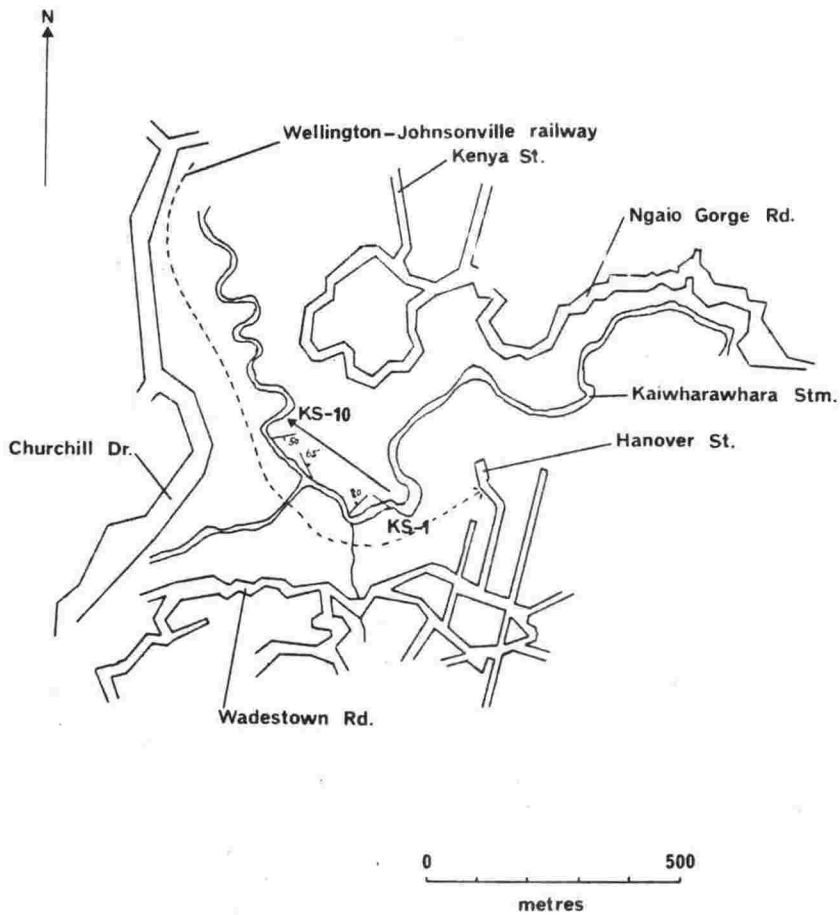 N
Wellington-Johnsonville railway
Kenya St.
Ngaio Gorge Rd.
Kaiwharawhara Stm.
KS-10
Hanover St.
Churchill Dr.
50
65
80
KS-1
Wadestown Rd.
0 500
metres